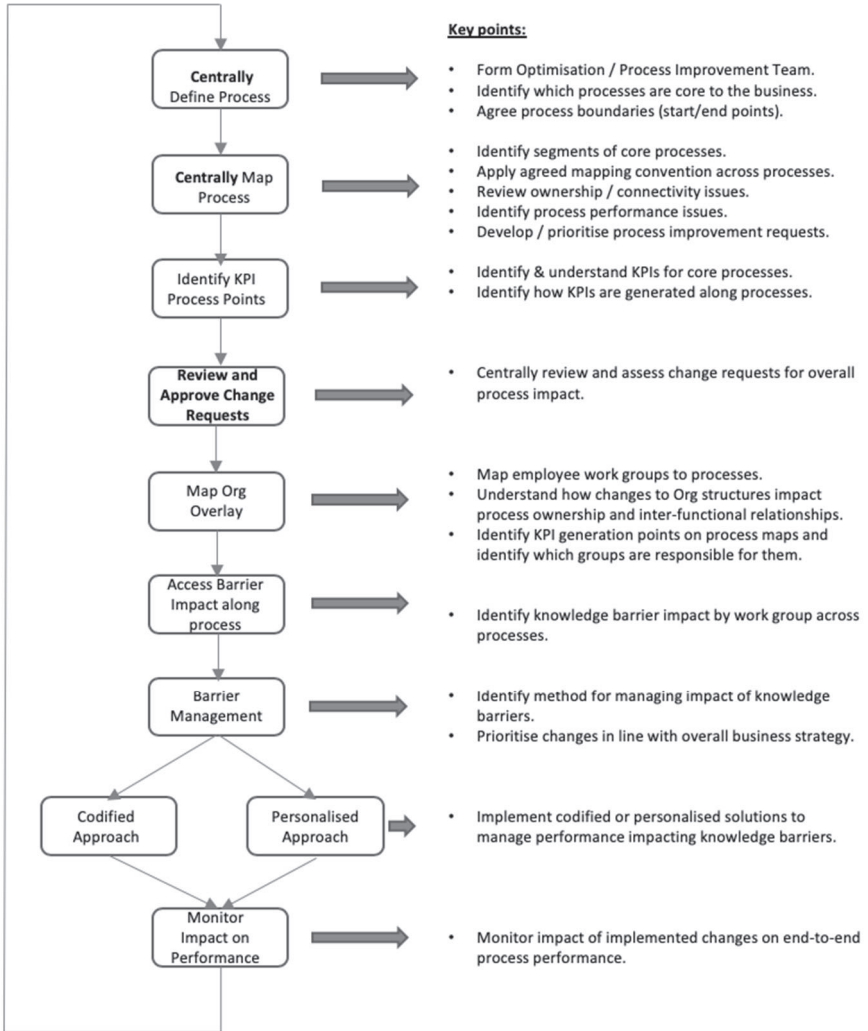 Key points:
Centrally
Define Process
• Form Optimisation / Process Improvement Team.
• Identify which processes are core to the business.
• Agree process boundaries (start/end points).
Centrally Map
Process
• Identify segments of core processes.
• Apply agreed mapping convention across processes.
• Review ownership / connectivity issues.
• Identify process performance issues.
• Develop / prioritise process improvement requests.
Identify KPI
Process Points
• Identify & understand KPIs for core processes.
• Identify how KPIs are generated along processes.
Review and
Approve Change
Requests
• Centrally review and assess change requests for overall
process impact.
Map Org
Overlay
• Map employee work groups to processes.
• Understand how changes to Org structures impact
process ownership and inter-functional relationships.
• Identify KPI generation points on process maps and
identify which groups are responsible for them.
Access Barrier
Impact along
process
• Identify knowledge barrier impact by work group across
processes.
Barrier
Management
• Identify method for managing impact of knowledge
barriers.
• Prioritise changes in line with overall business strategy.
Codified
Approach
Personalised
Approach
• Implement codified or personalised solutions to
manage performance impacting knowledge barriers.
Monitor
Impact on
Performance
• Monitor impact of implemented changes on end-to-end
process performance.